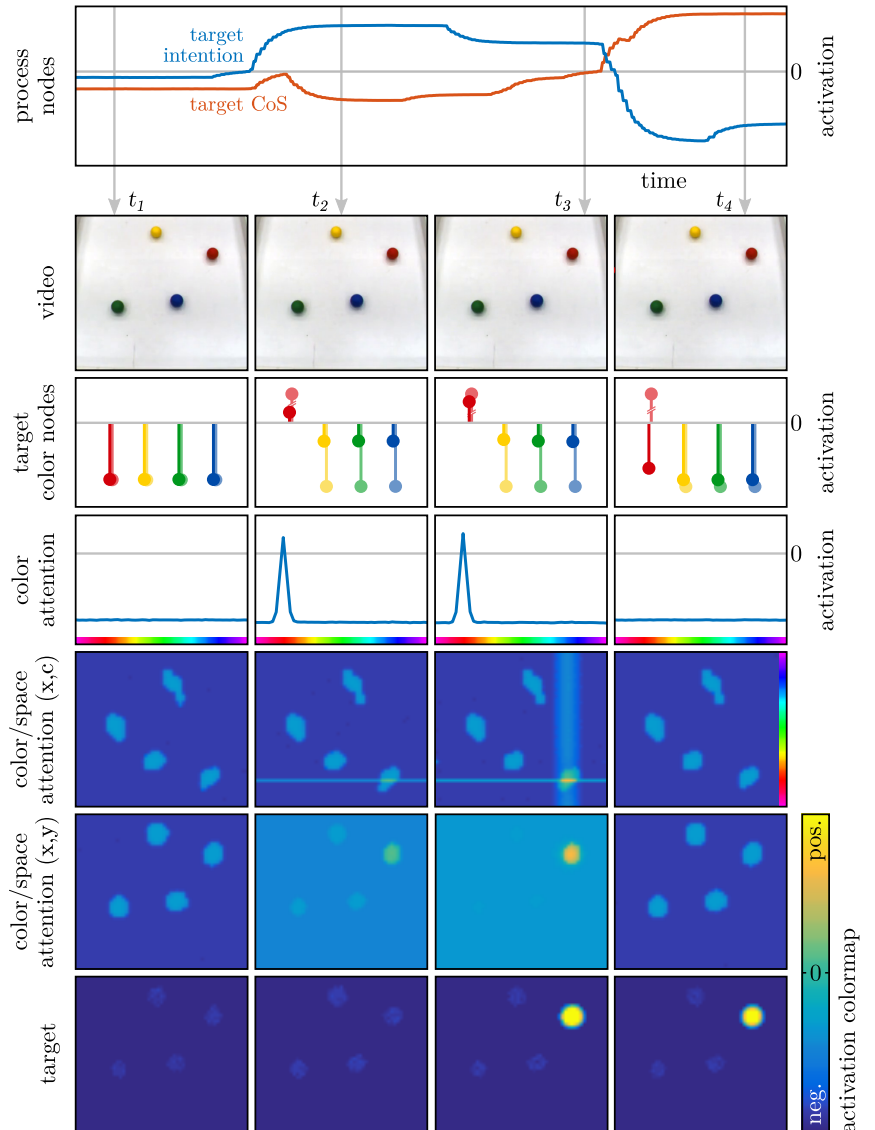 process
nodes
target
intention
target CoS
0
activation
time
t1
t2
t3
t4
video
target
color nodes
0
activation
color
attention
0
activation
color/space
attention (x,c)
color/space
attention (x,y)
target
pos.
0
neg.
activation colormap